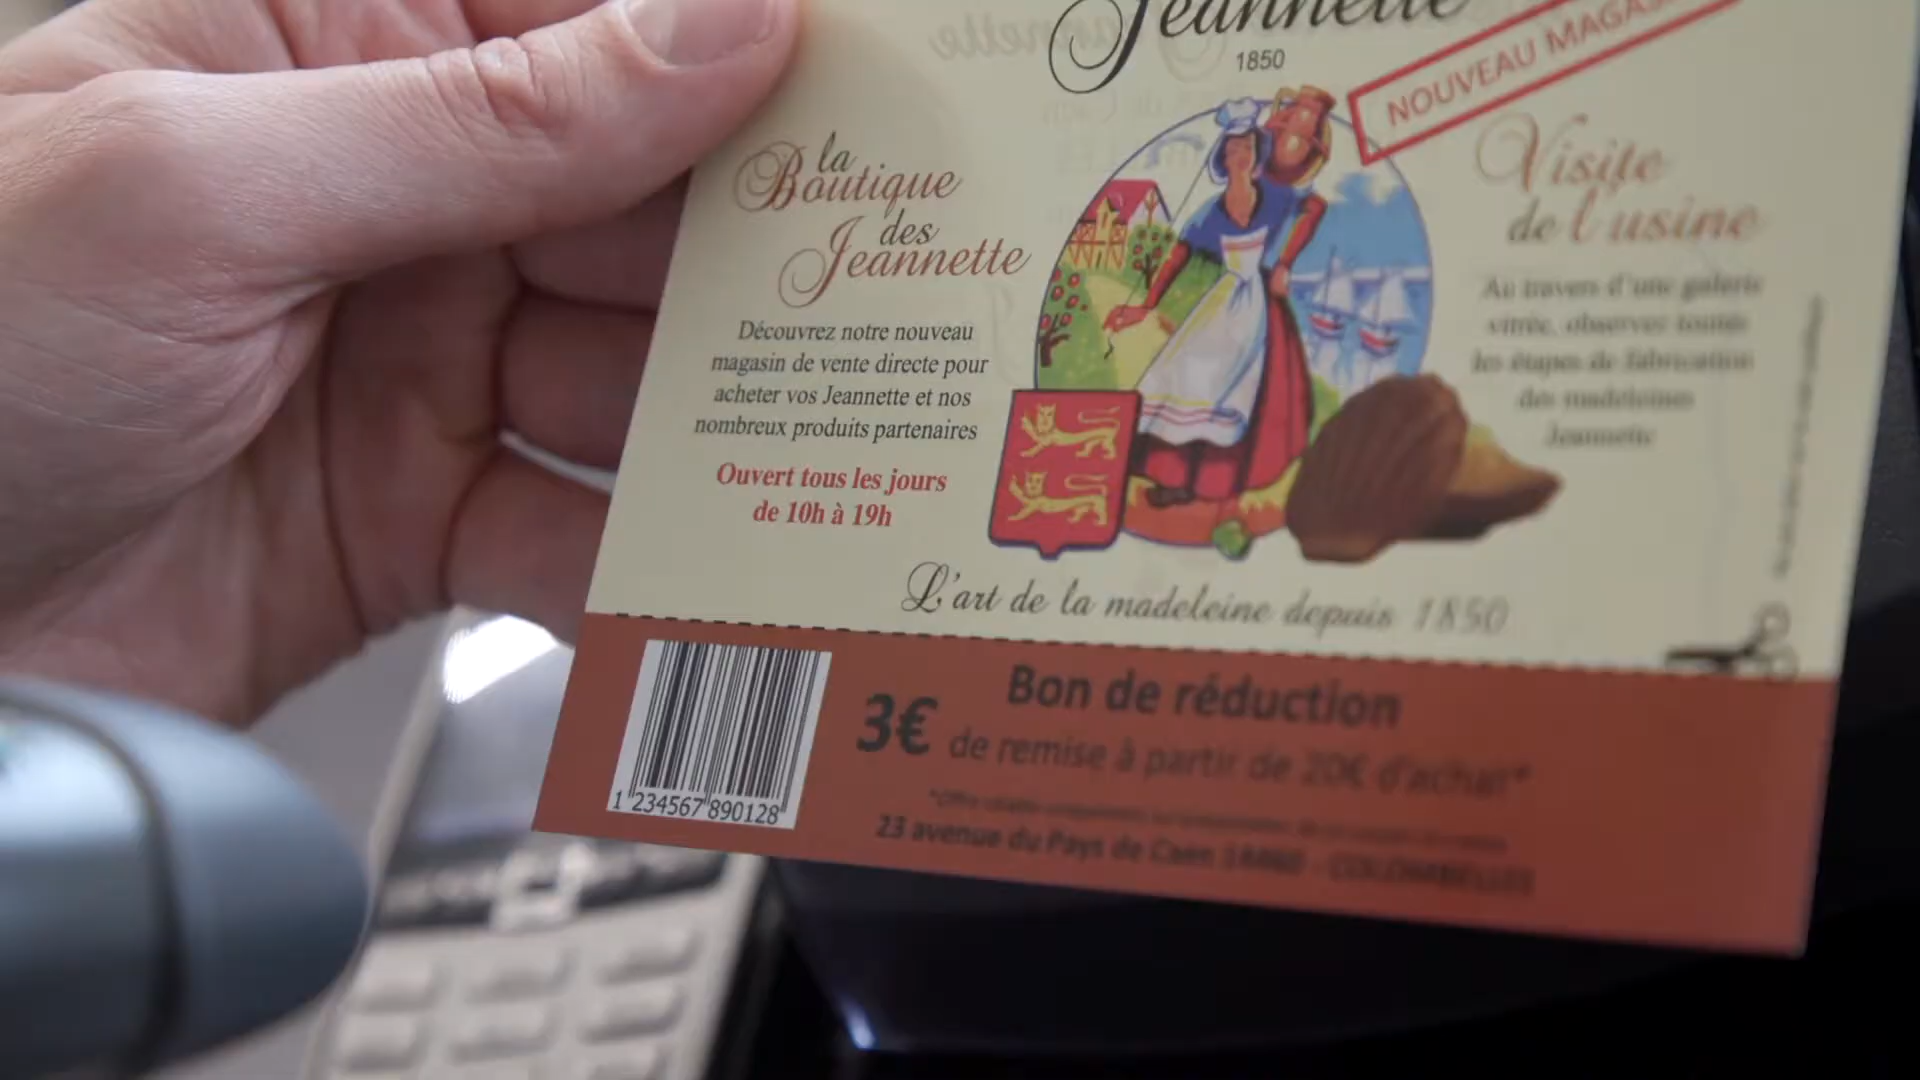 Jeannette
1850
NOUVEAU MAGAS
la
Boutique
des
Jeannette
Découvrez notre nouveau
magasin de vente directe pour
acheter vos Jeannette et nos
nombreux produits partenaires
Ouvert tous les jours
de 10h à 19h
Visite
de l'usine
Au travers d'une galerie
vitrée, observez toutes
les étapes de fabrication
des madeleines
Jeannette
L'art de la madeleine depuis 1850
Bon de réduction
3€ de remise à partir de 20€ d'achat*
23 avenue du Pays de Caen 14460 - COLOMBELLES
1 234567 890128